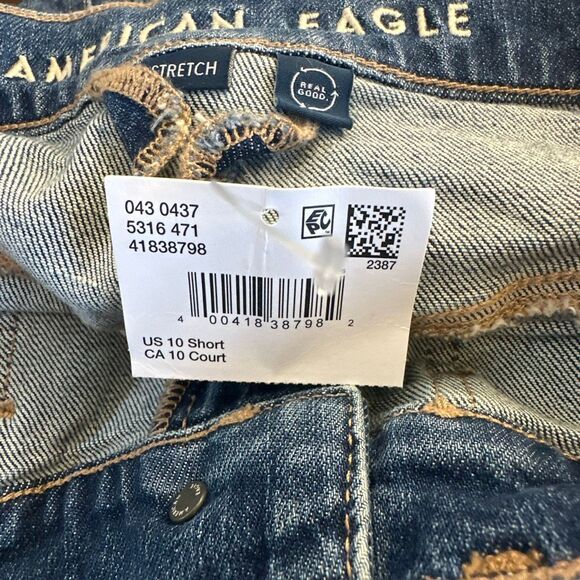 AMERICAN EAGLE
STRETCH
REAL
GOOD.
043 0437
5316 471
41838798
EPC
2387
4 00418 38798 2
US 10 Short
CA 10 Court